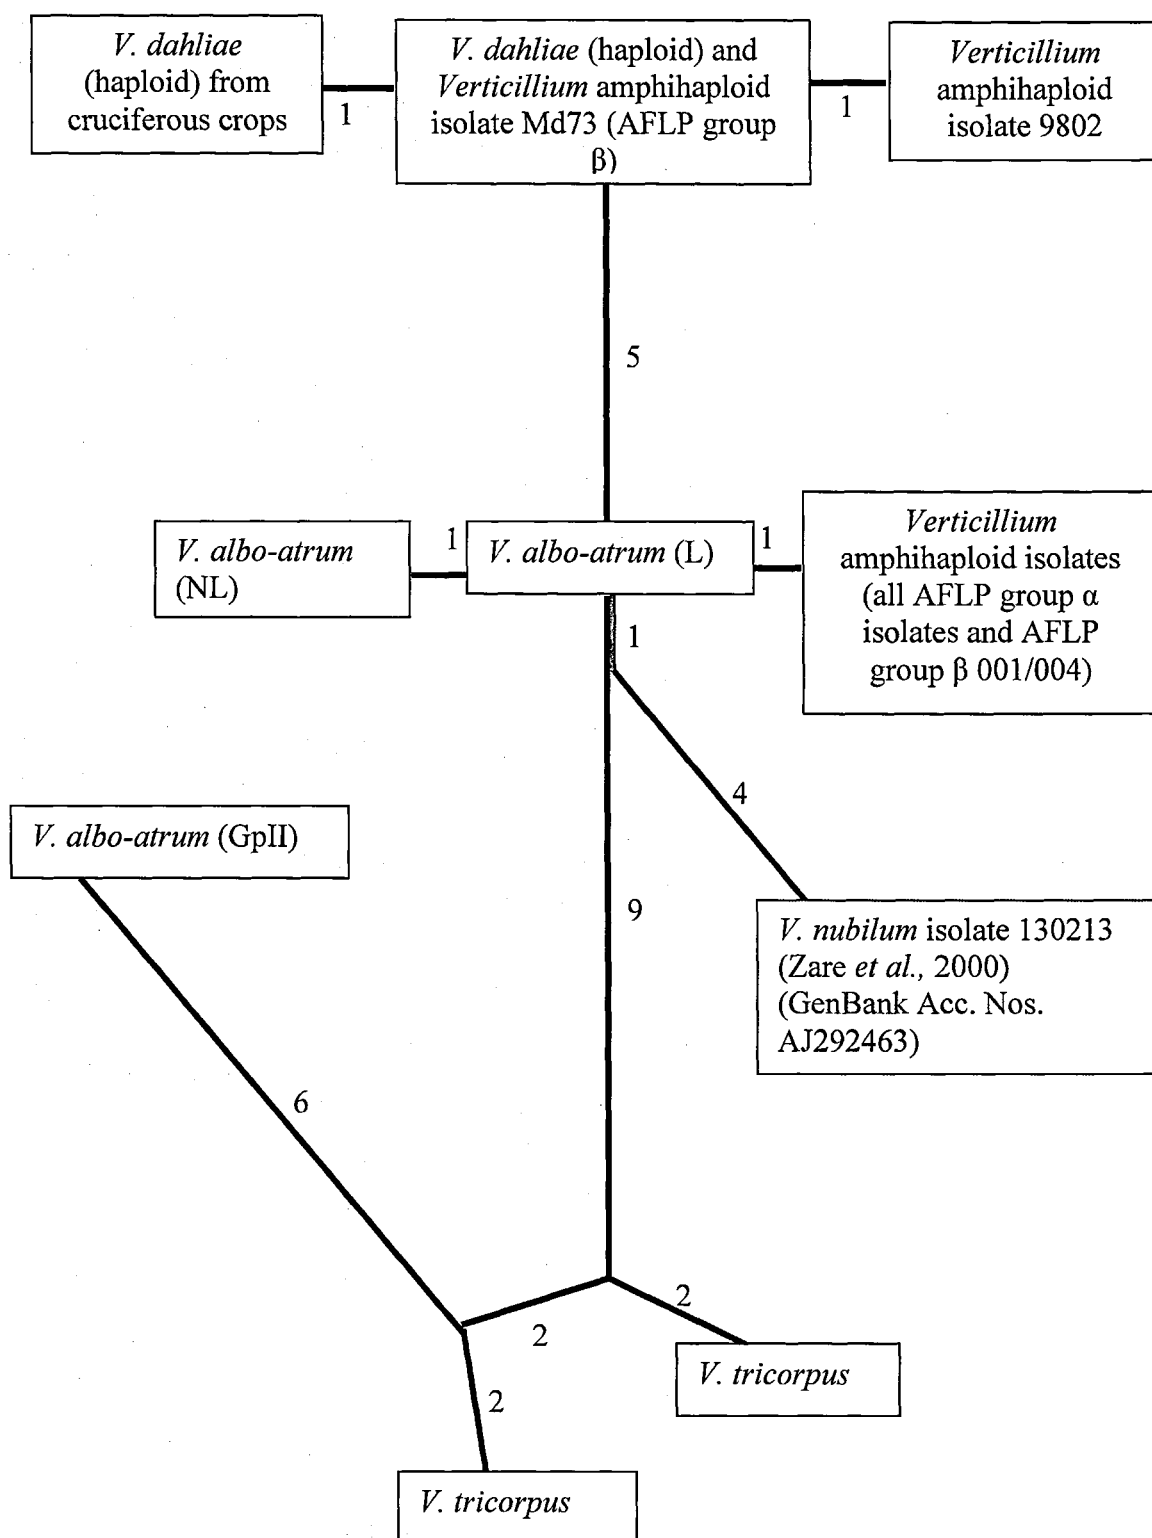 V. dahliae
(haploid) from
cruciferous crops
1
V. dahliae (haploid) and
Verticillium amphihaploid
isolate Md73 (AFLP group
β)
1
Verticillium
amphihaploid
isolate 9802
5
V. albo-atrum
(NL)
1
V. albo-atrum (L)
1
Verticillium
amphihaploid isolates
(all AFLP group α
isolates and AFLP
group β 001/004)
1
4
V. albo-atrum (GpII)
9
V. nubilum isolate 130213
(Zare et al., 2000)
(GenBank Acc. Nos.
AJ292463)
6
2
2
V. tricorpus
2
V. tricorpus